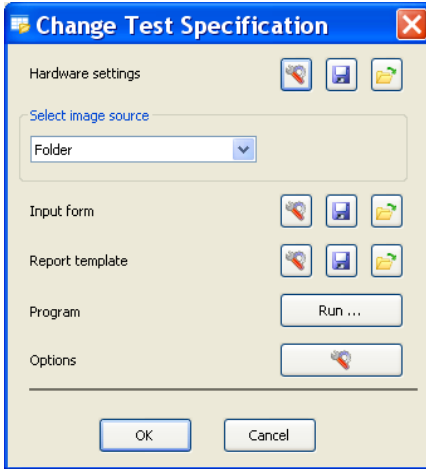 Change Test Specification
Hardware settings
Select image source
Folder
Input form
Report template
Program
Run ...
Options
OK
Cancel